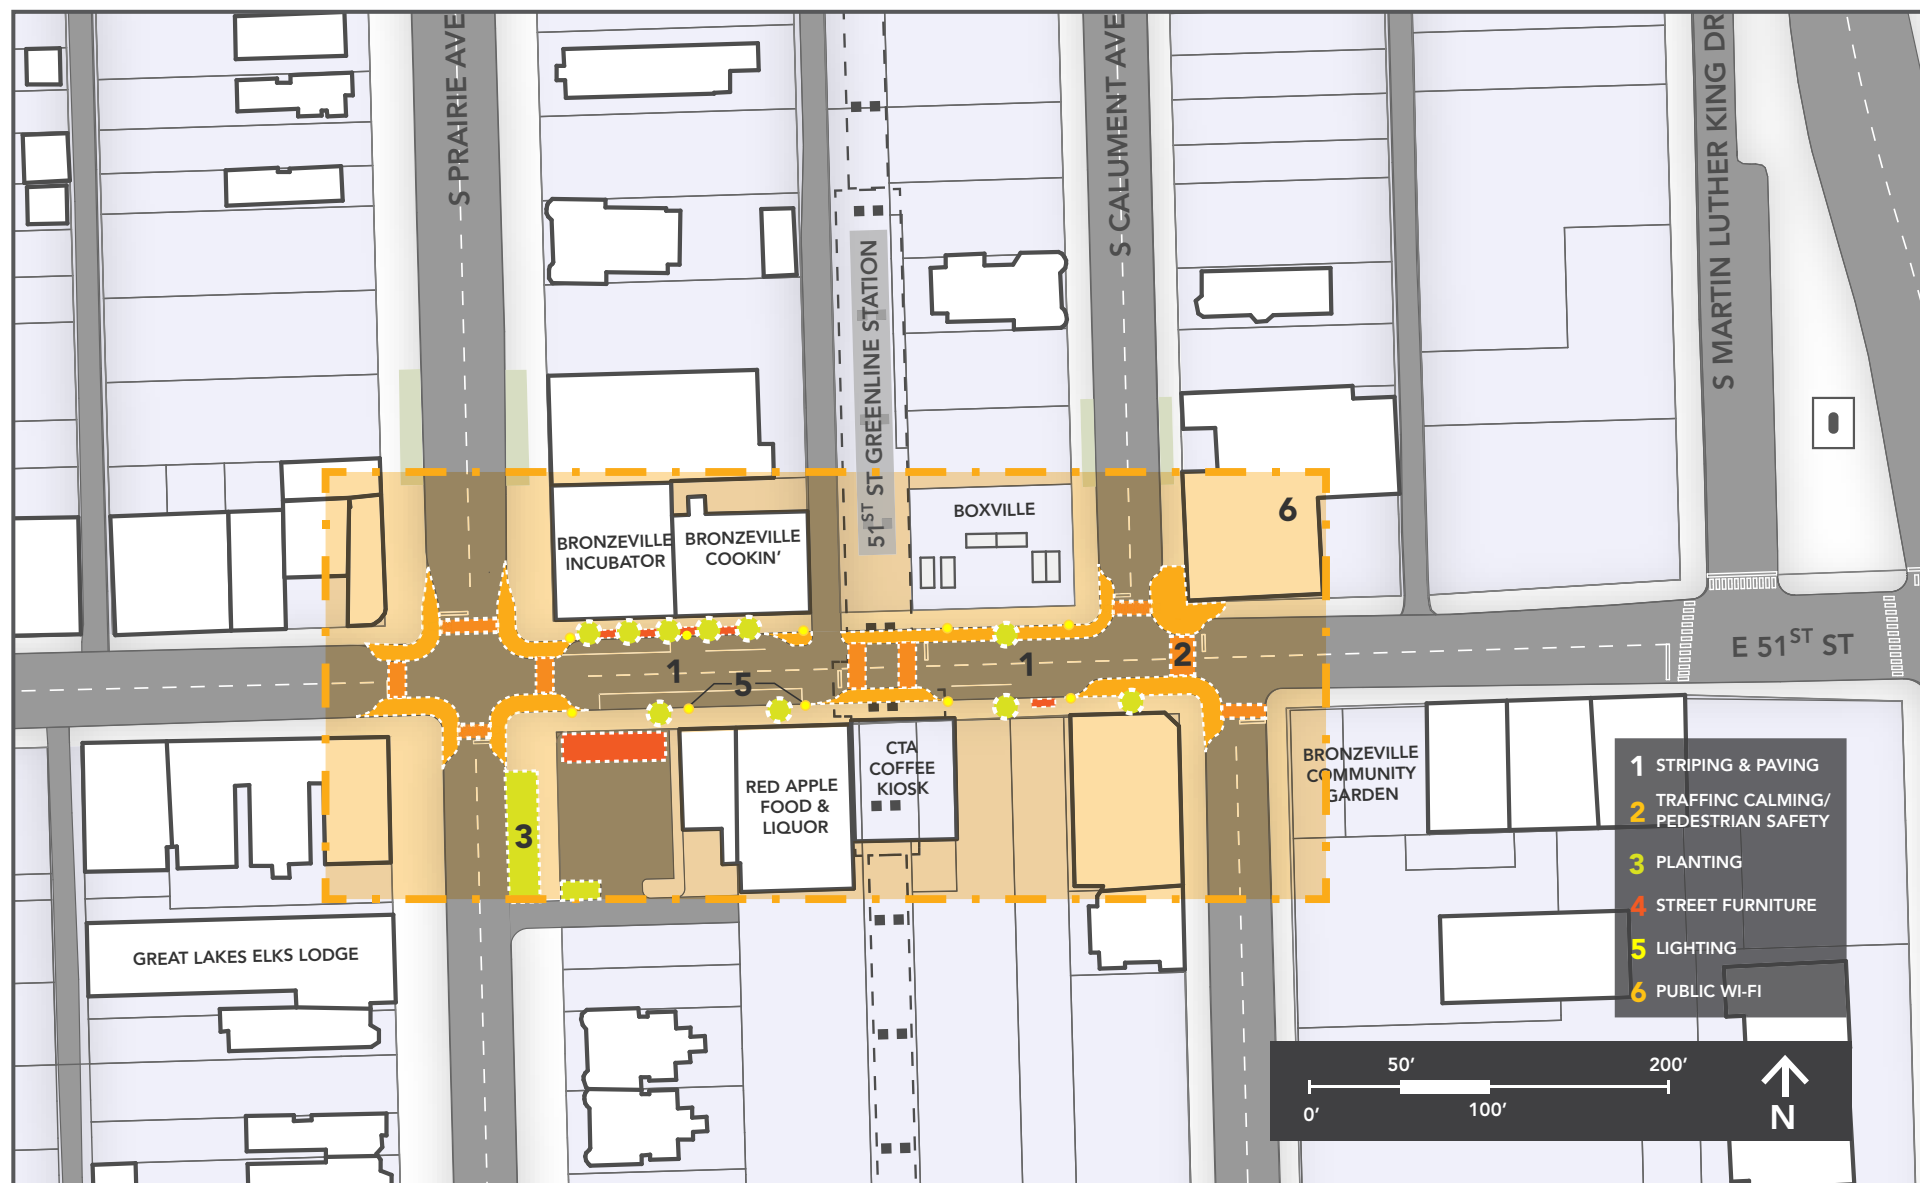 S PRAIRIE AVE
S CALUMENT AVE
S MARTIN LUTHER KING DR
51ST ST GREENLINE STATION
6
BOXVILLE
BRONZEVILLE
INCUBATOR
BRONZEVILLE
COOKIN’
1
5
1
2
E 51ST ST
3
RED APPLE
FOOD &
LIQUOR
CTA
COFFEE
KIOSK
BRONZEVILLE
COMMUNITY
GARDEN
GREAT LAKES ELKS LODGE
1 STRIPING & PAVING
2 TRAFFINC CALMING/
PEDESTRIAN SAFETY
3 PLANTING
4 STREET FURNITURE
5 LIGHTING
6 PUBLIC WI-FI
50’
200’
0’
100’
N